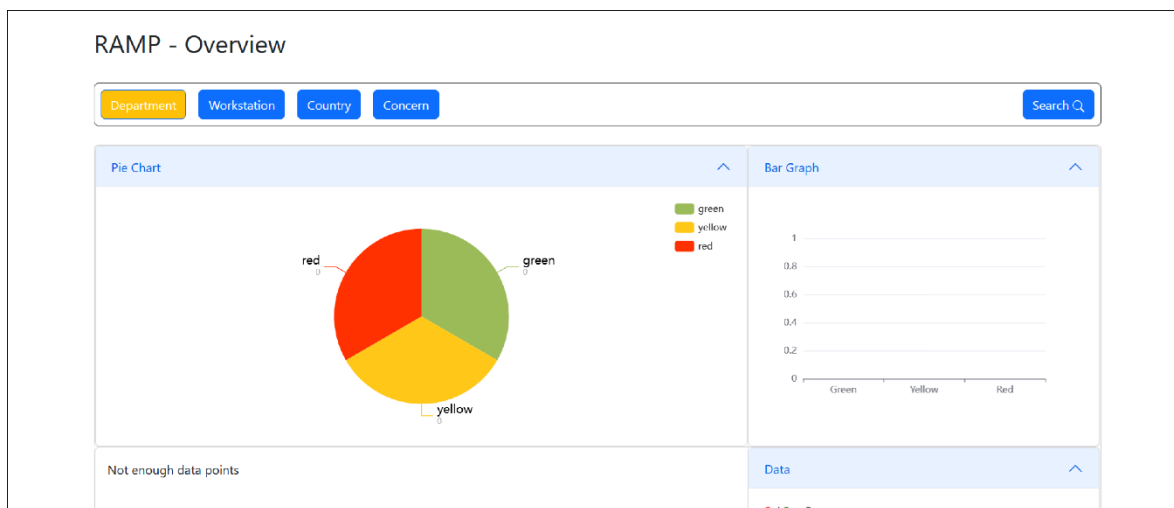 RAMP - Overview
Department Workstation Country Concern Search
Pie Chart
green
yellow
red
red
0
green
0
yellow
0
Bar Graph
1
0.8
0.6
0.4
0.2
0
Green Yellow Red
Not enough data points
Data